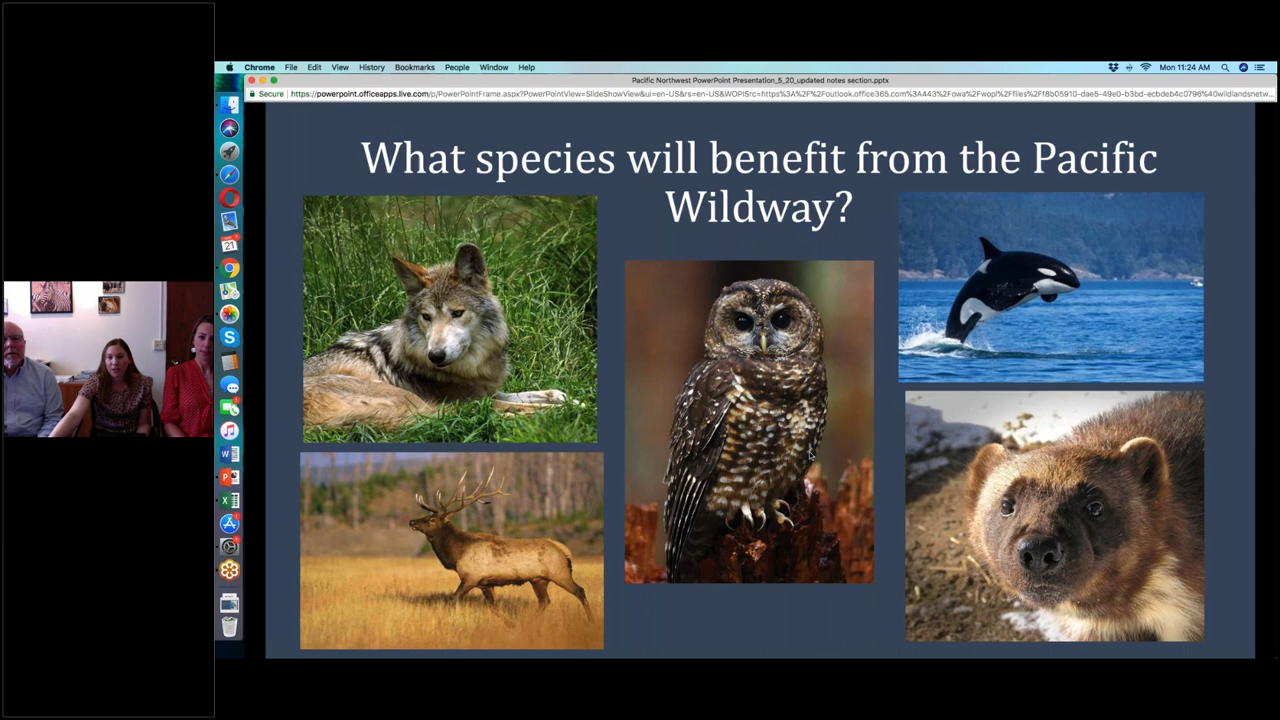 Chrome File Edit View History Bookmarks People Window Help Mon 11:24 AM
Pacific Northwest PowerPoint Presentation_5_20_updated notes section.pptx
Secure https://powerpoint.officeapps.live.com/p/PowerPointFrame.aspx?PowerPointView=SlideShowView&ui=en-US&rs=en-US&WOPISrc=https%3A%2F%2Foutlook.office365.com%3A443%2Fowa%2Fwopi%2Ffiles%2Ff8b05910-dae5-49e0-b3bd-ecbdeb4c0796%40wildlandsnetw...
What species will benefit from the Pacific
Wildway?
21